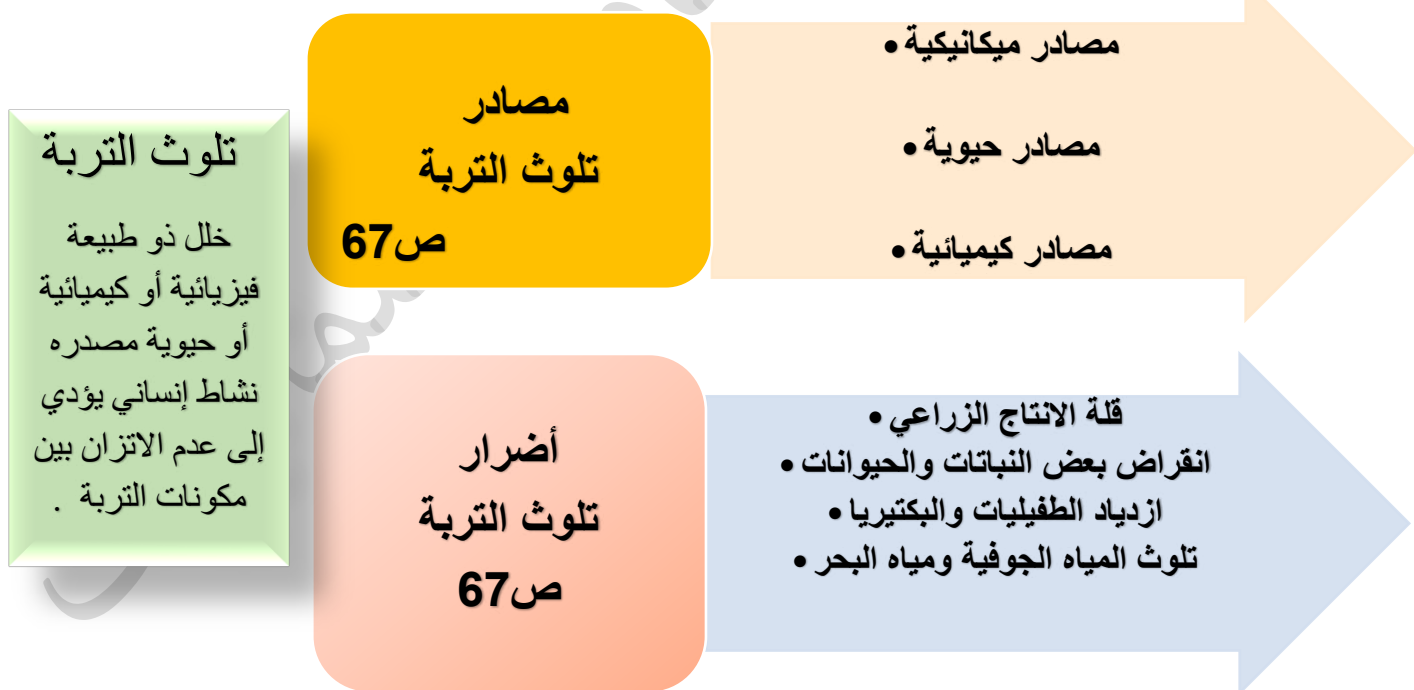 تلوث التربة
خلل ذو طبيعة
فيزيائية أو كيميائية
أو حيوية مصدره
نشاط إنساني يؤدي
إلى عدم الاتزان بين
مكونات التربة .
مصادر
تلوث التربة
ص67
مصادر ميكانيكية •
مصادر حيوية •
مصادر كيميائية •
أضرار
تلوث التربة
ص67
قلة الانتاج الزراعي •
انقراض بعض النباتات والحيوانات •
ازدياد الطفيليات والبكتيريا •
تلوث المياه الجوفية ومياه البحر •